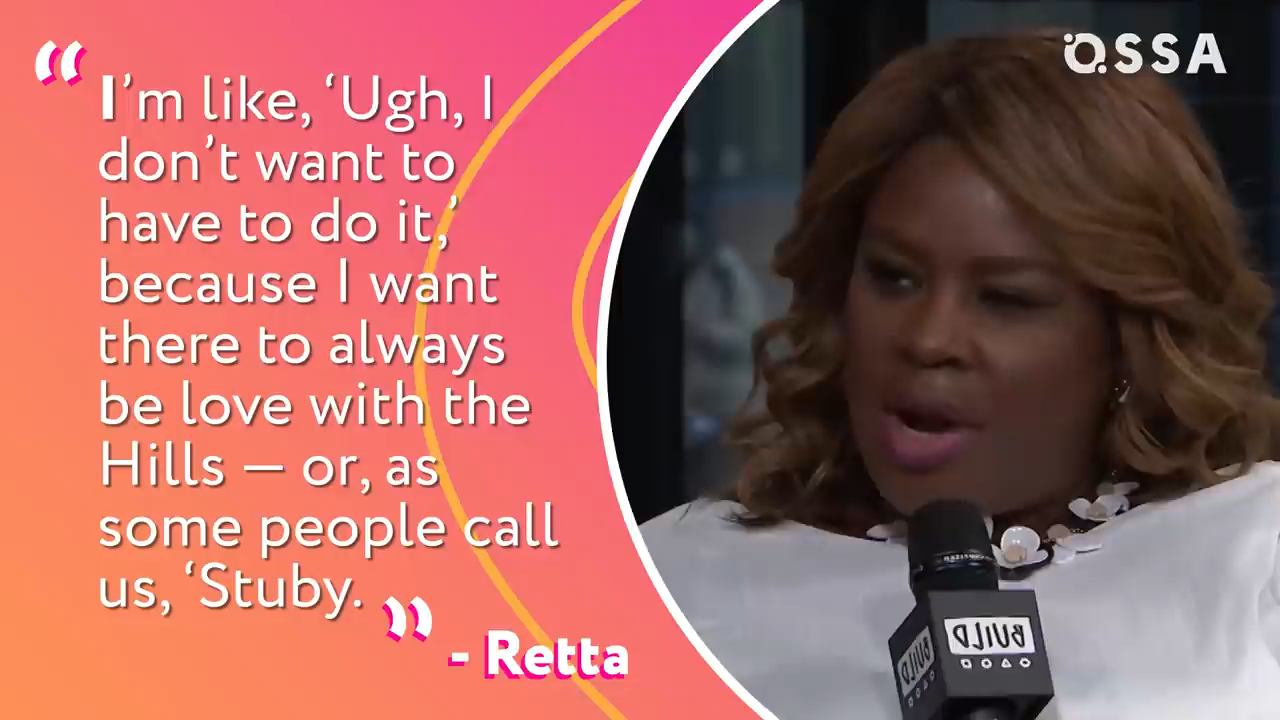 OSSA
“
I’m like, ‘Ugh, I
don’t want to
have to do it,’
because I want
there to always
be love with the
Hills — or, as
some people call
us, ‘Stuby.
”
- Retta
BUILD
BUILD